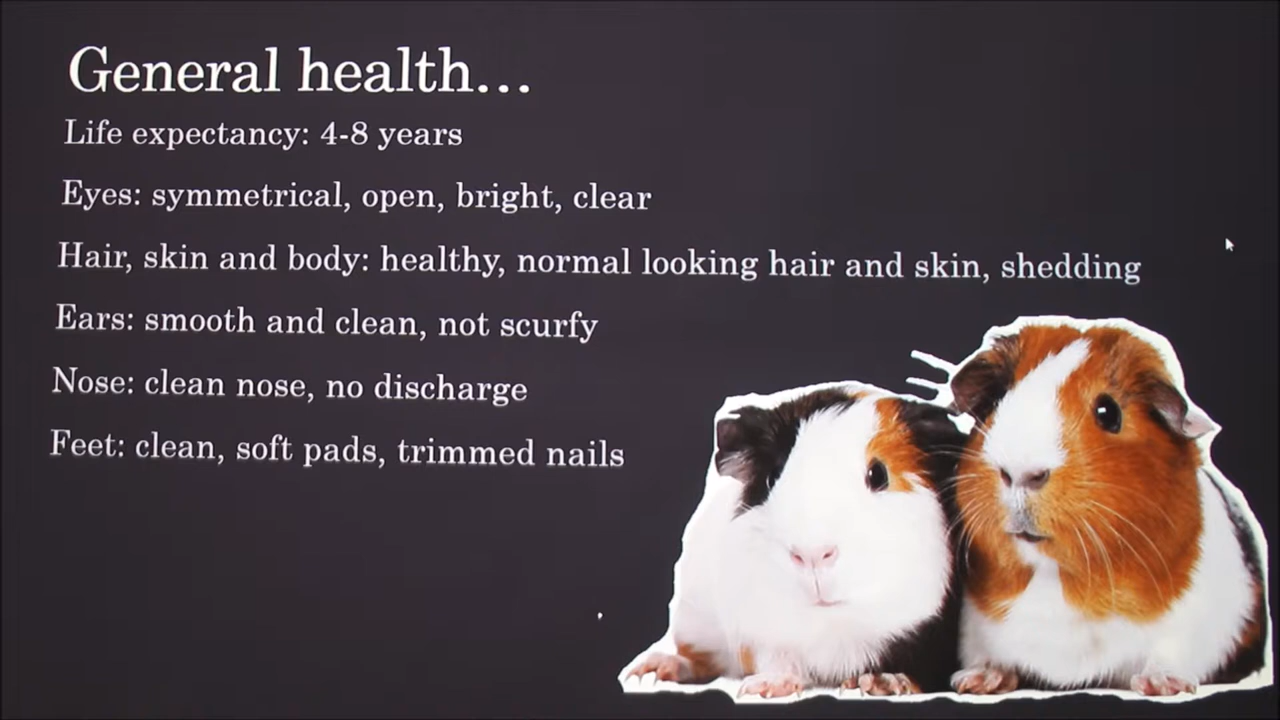 General health…
Life expectancy: 4-8 years
Eyes: symmetrical, open, bright, clear
Hair, skin and body: healthy, normal looking hair and skin, shedding
Ears: smooth and clean, not scurfy
Nose: clean nose, no discharge
Feet: clean, soft pads, trimmed nails